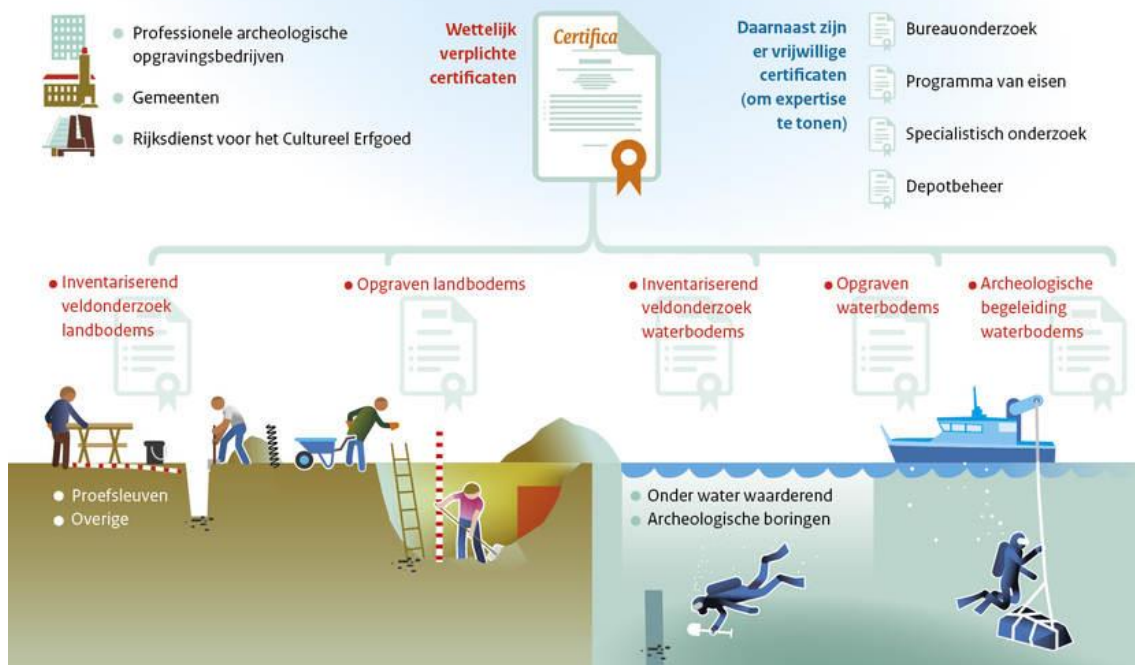 Professionele archeologische
opgravingsbedrijven
Gemeenten
Rijksdienst voor het Cultureel Erfgoed
Wettelijk
verplichte
certificaten
Certifica
Daarnaast zijn
er vrijwillige
certificaten
(om expertise
te tonen)
Bureauonderzoek
Programma van eisen
Specialistisch onderzoek
Depotbeheer
Inventariserend
veldonderzoek
landbodems
Opgraven landbodems
Inventariserend
veldonderzoek
waterbodems
Opgraven
waterbodems
Archeologische
begeleiding
waterbodems
Proefsleuven
Overige
Onder water waarderend
Archeologische boringen